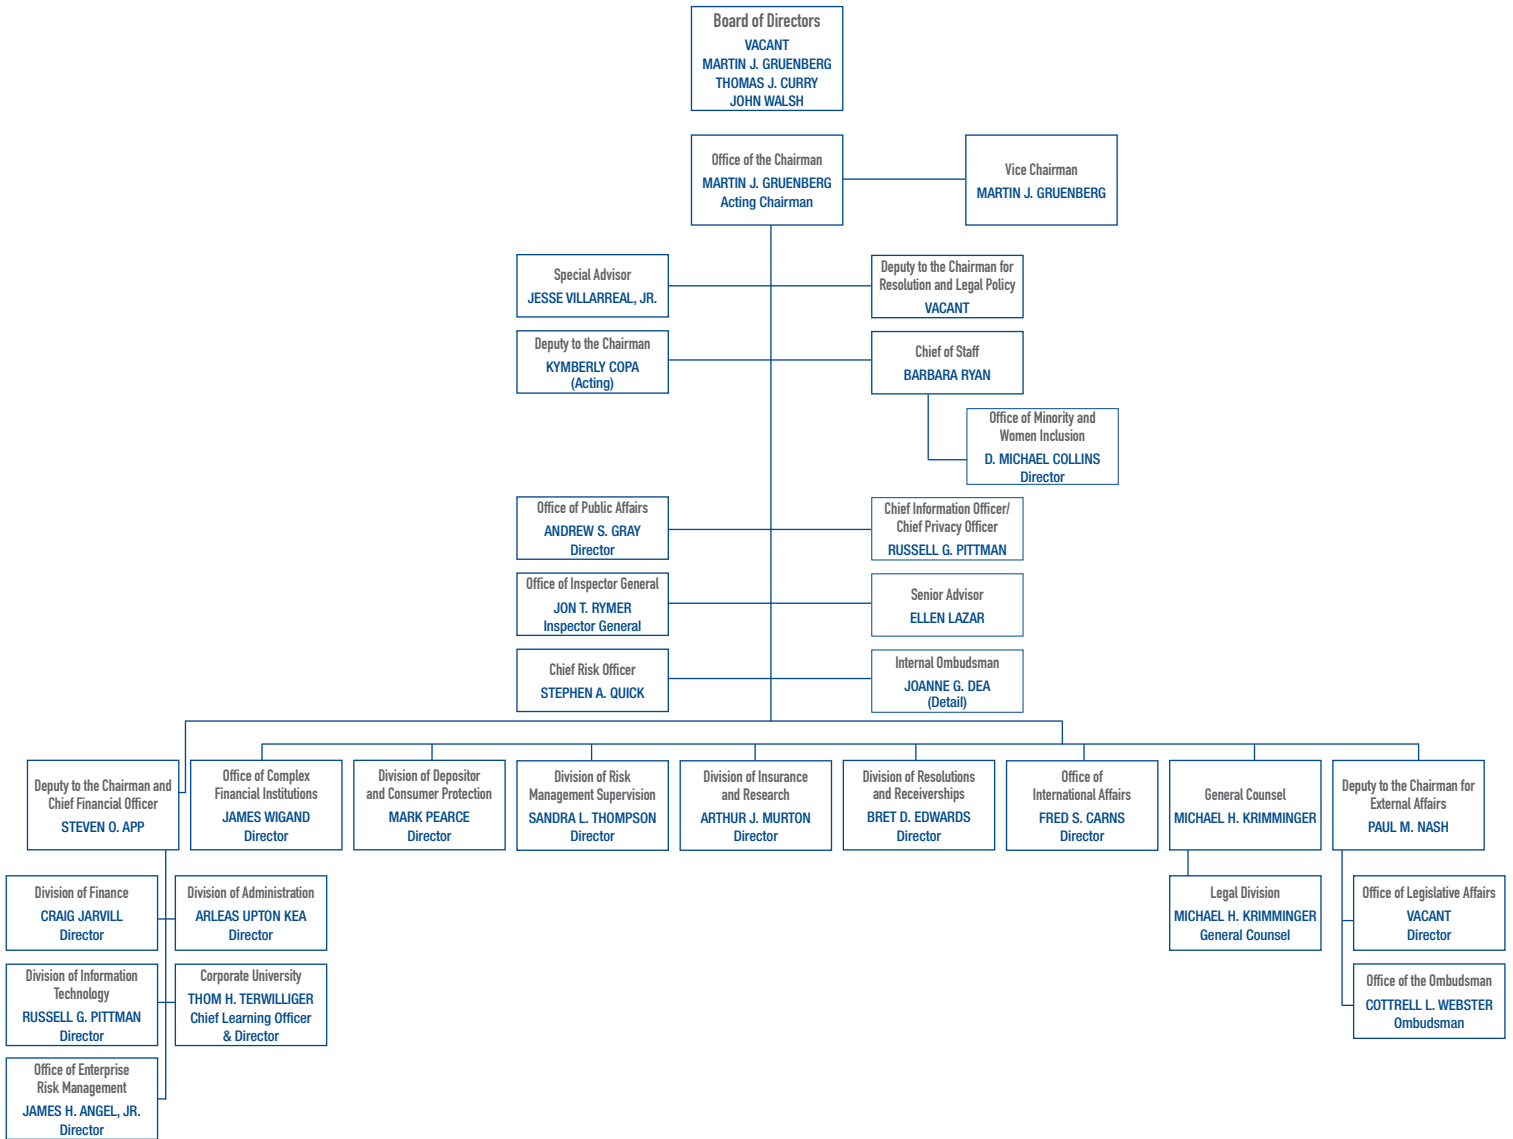 Board of Directors
VACANT
MARTIN J. GRUENBERG
THOMAS J. CURRY
JOHN WALSH
Office of the Chairman
MARTIN J. GRUENBERG
Acting Chairman
Vice Chairman
MARTIN J. GRUENBERG
Special Advisor
JESSE VILLARREAL, JR.
Deputy to the Chairman for
Resolution and Legal Policy
VACANT
Deputy to the Chairman
KYMBERLY COPA
(Acting)
Chief of Staff
BARBARA RYAN
Office of Minority and
Women Inclusion
D. MICHAEL COLLINS
Director
Office of Public Affairs
ANDREW S. GRAY
Director
Chief Information Officer/
Chief Privacy Officer
RUSSELL G. PITTMAN
Office of Inspector General
JON T. RYMER
Inspector General
Senior Advisor
ELLEN LAZAR
Chief Risk Officer
STEPHEN A. QUICK
Internal Ombudsman
JOANNE G. DEA
(Detail)
Deputy to the Chairman and
Chief Financial Officer
STEVEN O. APP
Office of Complex
Financial Institutions
JAMES WIGAND
Director
Division of Depositor
and Consumer Protection
MARK PEARCE
Director
Division of Risk
Management Supervision
SANDRA L. THOMPSON
Director
Division of Insurance
and Research
ARTHUR J. MURTON
Director
Division of Resolutions
and Receiverships
BRET D. EDWARDS
Director
Office of
International Affairs
FRED S. CARNS
Director
General Counsel
MICHAEL H. KRIMMINGER
Deputy to the Chairman for
External Affairs
PAUL M. NASH
Division of Finance
CRAIG JARVILL
Director
Division of Administration
ARLEAS UPTON KEA
Director
Legal Division
MICHAEL H. KRIMMINGER
General Counsel
Office of Legislative Affairs
VACANT
Director
Division of Information
Technology
RUSSELL G. PITTMAN
Director
Corporate University
THOM H. TERWILLIGER
Chief Learning Officer
& Director
Office of the Ombudsman
COTTRELL L. WEBSTER
Ombudsman
Office of Enterprise
Risk Management
JAMES H. ANGEL, JR.
Director